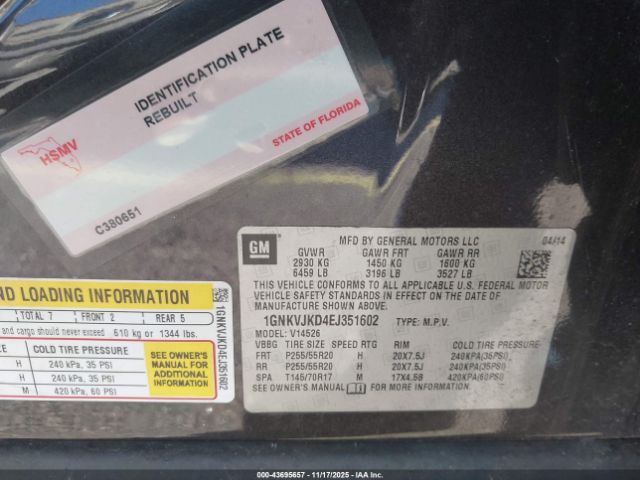 IDENTIFICATION PLATE
REBUILT
HSMV
STATE OF FLORIDA
C380651
GM
MFD BY GENERAL MOTORS LLC
04/14
GVWR GAWR FRT GAWR RR
2930 KG 1450 KG 1600 KG
6459 LB 3196 LB 3527 LB
THIS VEHICLE CONFORMS TO ALL APPLICABLE U.S. FEDERAL MOTOR
VEHICLE SAFETY STANDARDS IN EFFECT ON THE DATE OF
MANUFACTURE SHOWN ABOVE.
1GNKVJKD4EJ351602 TYPE: M.P.V.
MODEL: V14526
VBBG TIRE SIZE SPEED RTG RIM COLD TIRE PRESSURE
FRT P255/55R20 H 20X7.5J 240KPA(35PSI)
RR P255/55R20 H 20X7.5J 240KPA(35PSI)
SPA T145/70R17 M 17X4.5B 420KPA(60PSI)
SEE OWNER'S MANUAL FOR MORE INFORMATION.
ND LOADING INFORMATION
TOTAL 7 FRONT 2 REAR 5
and cargo should never exceed 610 kg or 1344 lbs.
COLD TIRE PRESSURE
H 240 kPa, 35 PSI
H 240 kPa, 35 PSI
M 420 kPa, 60 PSI
SEE OWNER'S
MANUAL FOR
ADDITIONAL
INFORMATION
1GNKVJKD4EJ351602
000-43695657 - 11/17/2025 - IAAI.COM